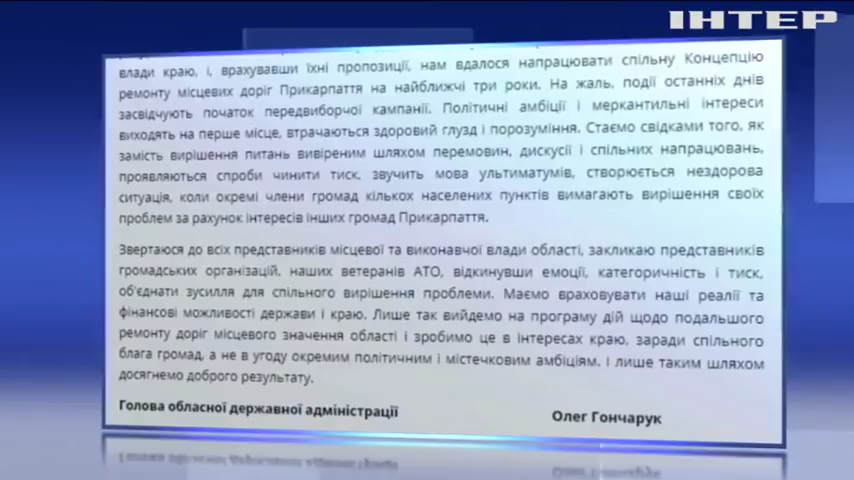 ІНТЕР
влади краю, і, врахувавши їхні пропозиції, нам вдалося напрацювати спільну Концепцію
ремонту місцевих доріг Прикарпаття на найближчі три роки. На жаль, події останніх днів
засвідчують початок передвиборчої кампанії. Політичні амбіції і меркантильні інтереси
виходять на перше місце, втрачаються здоровий глузд і порозуміння. Стаємо свідками того, як
замість вирішення питань вивіреним шляхом перемовин, дискусії і спільних напрацювань,
проявляються спроби чинити тиск, звучить мова ультиматумів, створюється нездорова
ситуація, коли окремі члени громад кількох населених пунктів вимагають вирішення своїх
проблем за рахунок інтересів інших громад Прикарпаття.
Звертаюся до всіх представників місцевої та виконавчої влади області, закликаю представників
громадських організацій, наших ветеранів АТО, відкинувши емоції, категоричність і тиск,
об'єднати зусилля для спільного вирішення проблеми. Маємо враховувати наші реалії та
фінансові можливості держави і краю. Лише так вийдемо на програму дій щодо подальшого
ремонту доріг місцевого значення області і зробимо це в інтересах краю, заради спільного
блага громад, а не в угоду окремим політичним і містечковим амбіціям. І лише таким шляхом
досягнемо доброго результату.
Голова обласної державної адміністрації Олег Гончарук